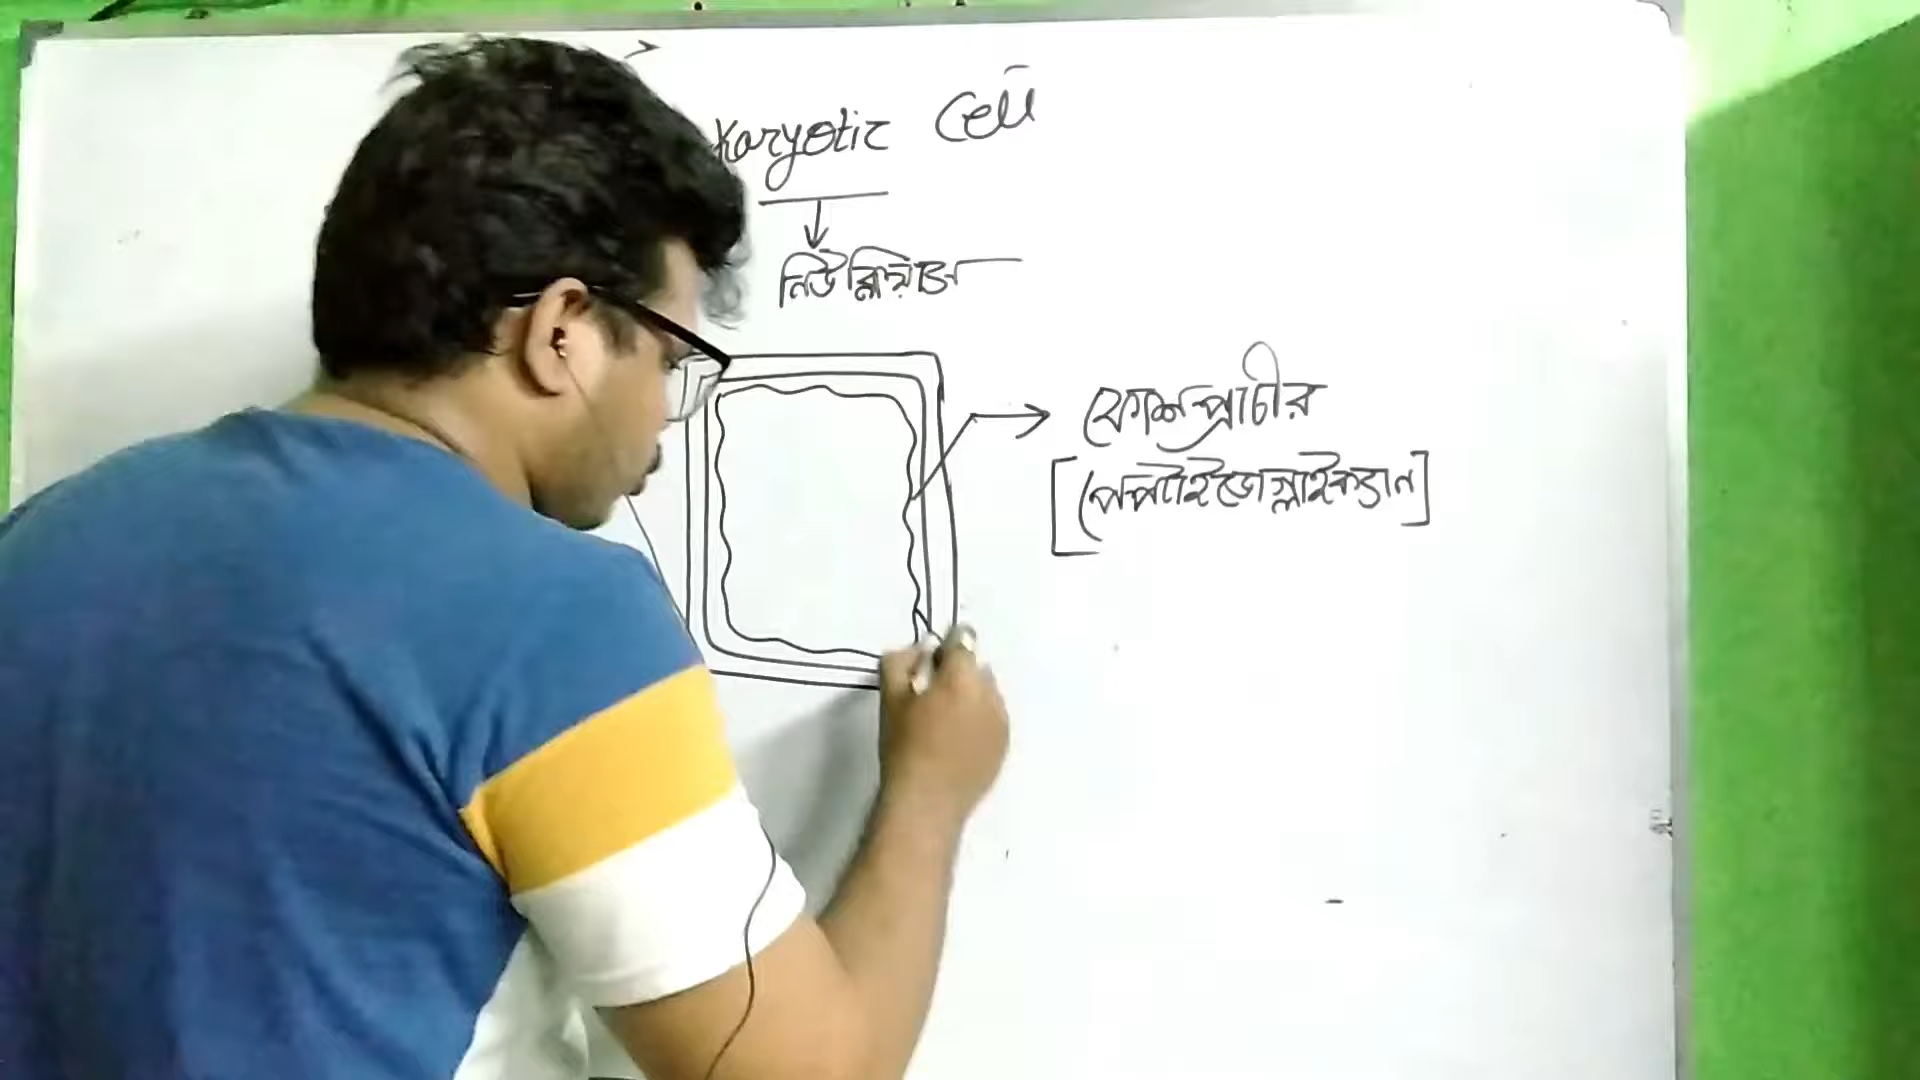 karyotic Cell
নিউক্লিয়াস
কোশপ্রাচীর
[পেপটাইডোগ্লাইক্যান]